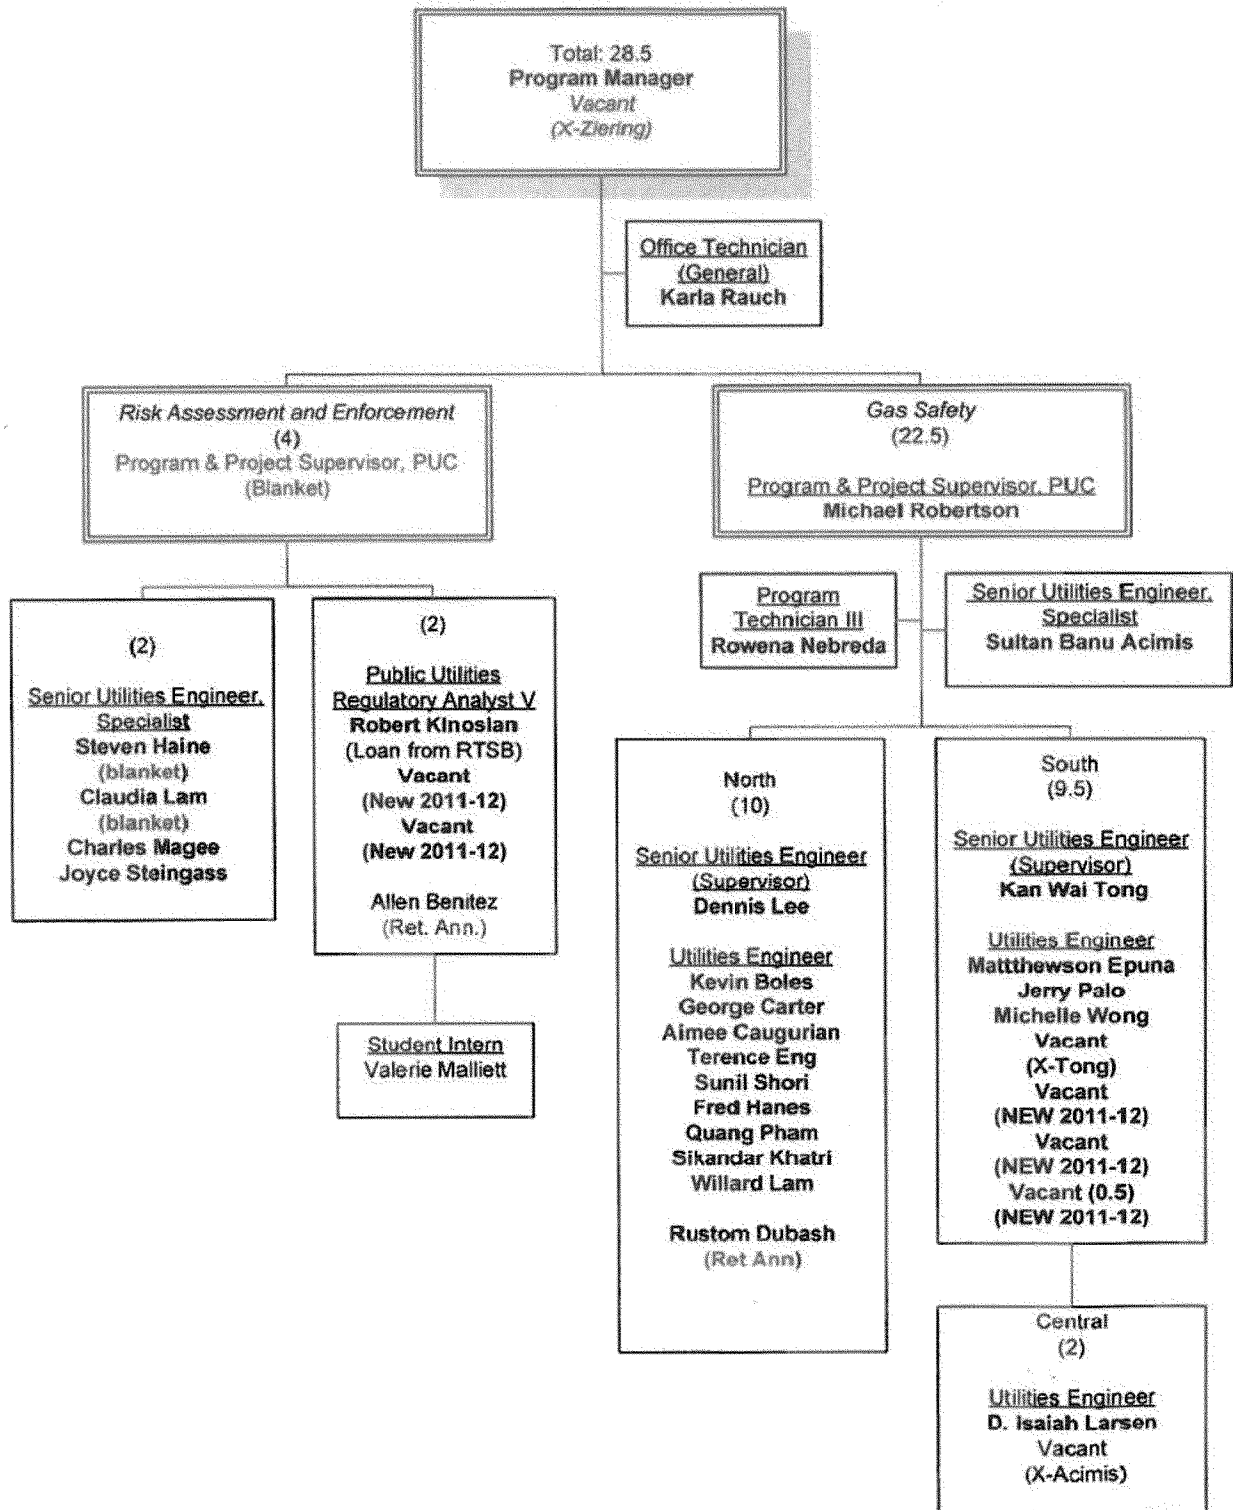 Total: 28.5
Program Manager
Vacant
(X-Ziering)
Office Technician
(General)
Karla Rauch
Risk Assessment and Enforcement
(4)
Program & Project Supervisor, PUC
(Blanket)
Gas Safety
(22.5)
Program & Project Supervisor, PUC
Michael Robertson
(2)
Senior Utilities Engineer,
Specialist
Steven Haine
(blanket)
Claudia Lam
(blanket)
Charles Magee
Joyce Steingass
(2)
Public Utilities
Regulatory Analyst V
Robert Kinosian
(Loan from RTSB)
Vacant
(New 2011-12)
Vacant
(New 2011-12)
Allen Benitez
(Ret. Ann.)
Student Intern
Valerie Malliett
Program
Technician III
Rowena Nebreda
Senior Utilities Engineer,
Specialist
Sultan Banu Acimis
North
(10)
Senior Utilities Engineer
(Supervisor)
Dennis Lee
Utilities Engineer
Kevin Boles
George Carter
Aimee Caugurian
Terence Eng
Sunil Shori
Fred Hanes
Quang Pham
Sikandar Khatri
Willard Lam
Rustom Dubash
(Ret Ann)
South
(9.5)
Senior Utilities Engineer
(Supervisor)
Kan Wai Tong
Utilities Engineer
Mattthewson Epuna
Jerry Palo
Michelle Wong
Vacant
(X-Tong)
Vacant
(NEW 2011-12)
Vacant
(NEW 2011-12)
Vacant (0.5)
(NEW 2011-12)
Central
(2)
Utilities Engineer
D. Isaiah Larsen
Vacant
(X-Acimis)